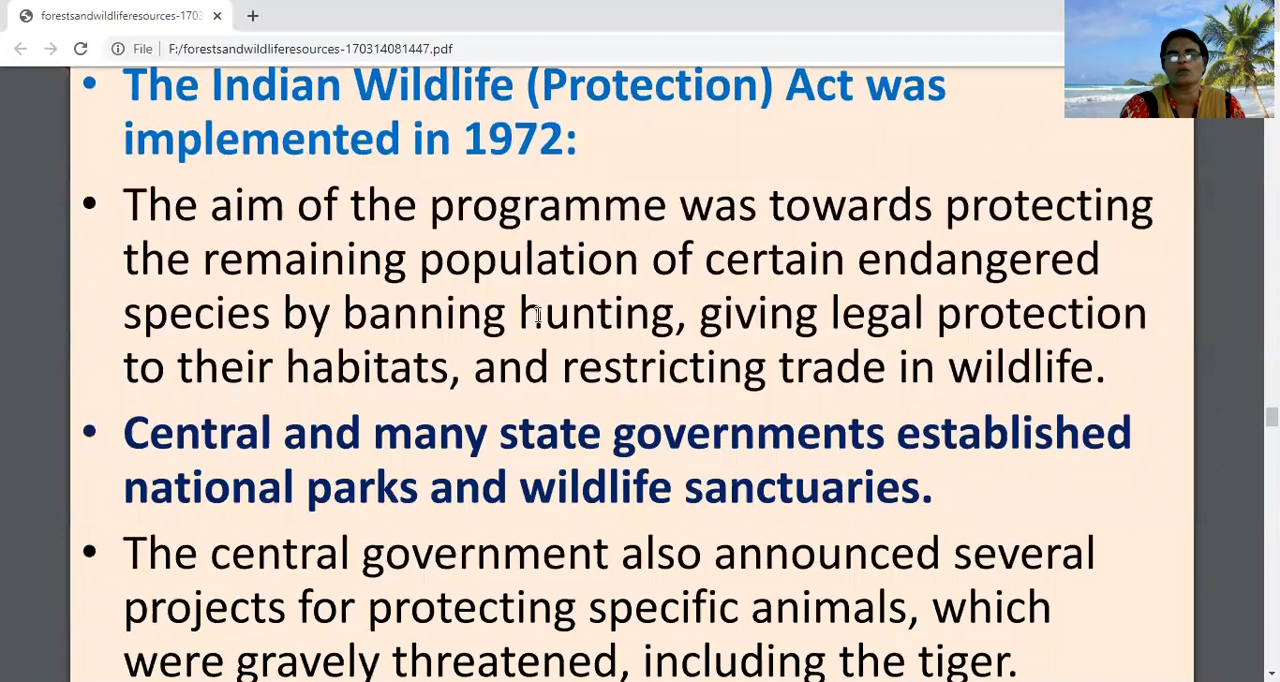 forestsandwildliferesources-1703
File
F:/forestsandwildliferesources-170314081447.pdf
• The Indian Wildlife (Protection) Act was
implemented in 1972:
• The aim of the programme was towards protecting
the remaining population of certain endangered
species by banning hunting, giving legal protection
to their habitats, and restricting trade in wildlife.
• Central and many state governments established
national parks and wildlife sanctuaries.
• The central government also announced several
projects for protecting specific animals, which
were gravely threatened, including the tiger.